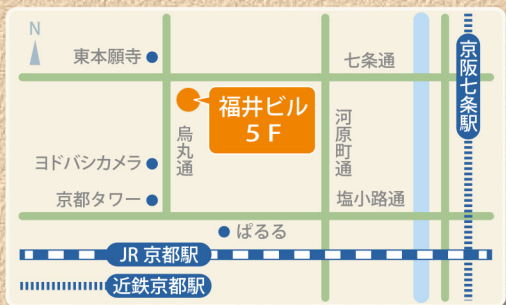 N
東本願寺
七条通
京阪七条駅
福井ビル
5F
烏丸通
河原町通
ヨドバシカメラ
京都タワー
塩小路通
ぱるる
JR 京都駅
近鉄京都駅